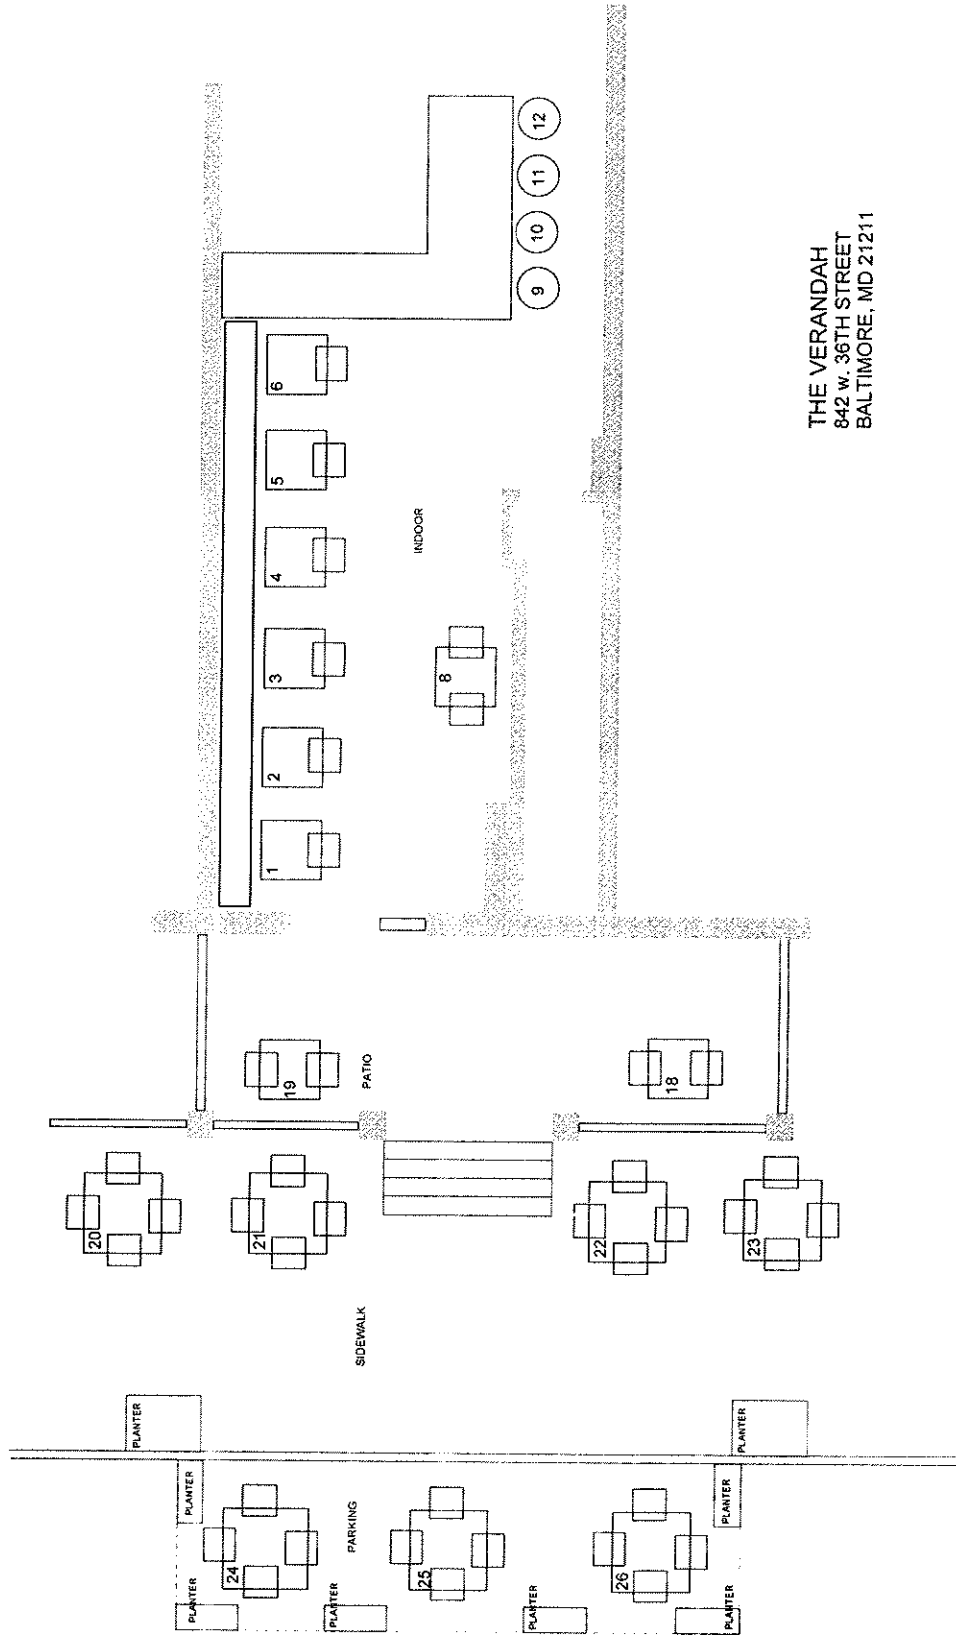 PLANTER
20
PLANTER
PLANTER
24
PARKING
PLANTER
25
PLANTER
26
PLANTER
PLANTER
PLANTER
SIDEWALK
21
22
23
19
PATIO
18
1
2
3
4
5
6
8
INDOOR
9
10
11
12
THE VERANDAH
842 w. 36TH STREET
BALTIMORE, MD 21211